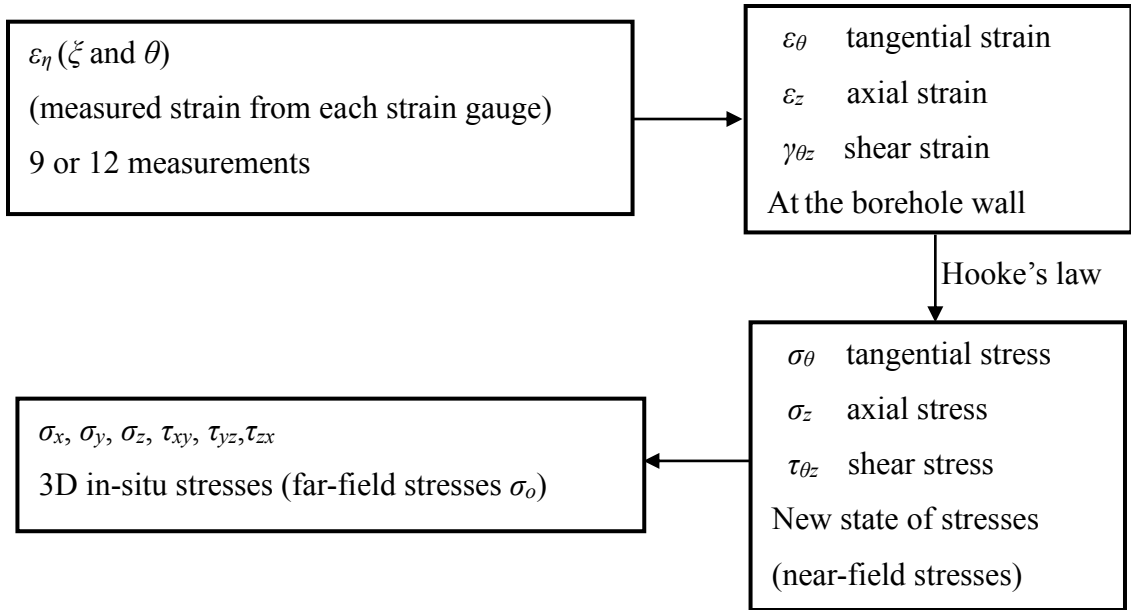 εη (ξ and θ)
(measured strain from each strain gauge)
9 or 12 measurements
εθ tangential strain
εz axial strain
γθz shear strain
At the borehole wall
Hooke’s law
σθ tangential stress
σz axial stress
τθz shear stress
New state of stresses
(near-field stresses)
σx, σy, σz, τxy, τyz,τzx
3D in-situ stresses (far-field stresses σo)